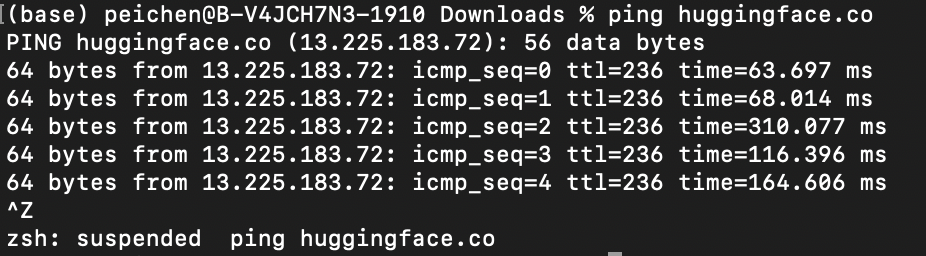 (base) peichen@B-V4JCH7N3-1910 Downloads % ping huggingface.co
PING huggingface.co (13.225.183.72): 56 data bytes
64 bytes from 13.225.183.72: icmp_seq=0 ttl=236 time=63.697 ms
64 bytes from 13.225.183.72: icmp_seq=1 ttl=236 time=68.014 ms
64 bytes from 13.225.183.72: icmp_seq=2 ttl=236 time=310.077 ms
64 bytes from 13.225.183.72: icmp_seq=3 ttl=236 time=116.396 ms
64 bytes from 13.225.183.72: icmp_seq=4 ttl=236 time=164.606 ms
^Z
zsh: suspended  ping huggingface.co